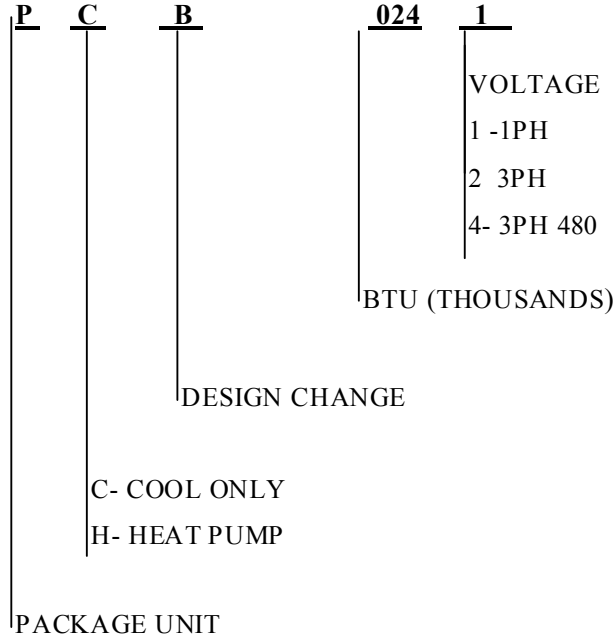 P C B 024 1
VOLTAGE
1 -1PH
2 3PH
4- 3PH 480
BTU (THOUSANDS)
DESIGN CHANGE
C- COOL ONLY
H- HEAT PUMP
PACKAGE UNIT